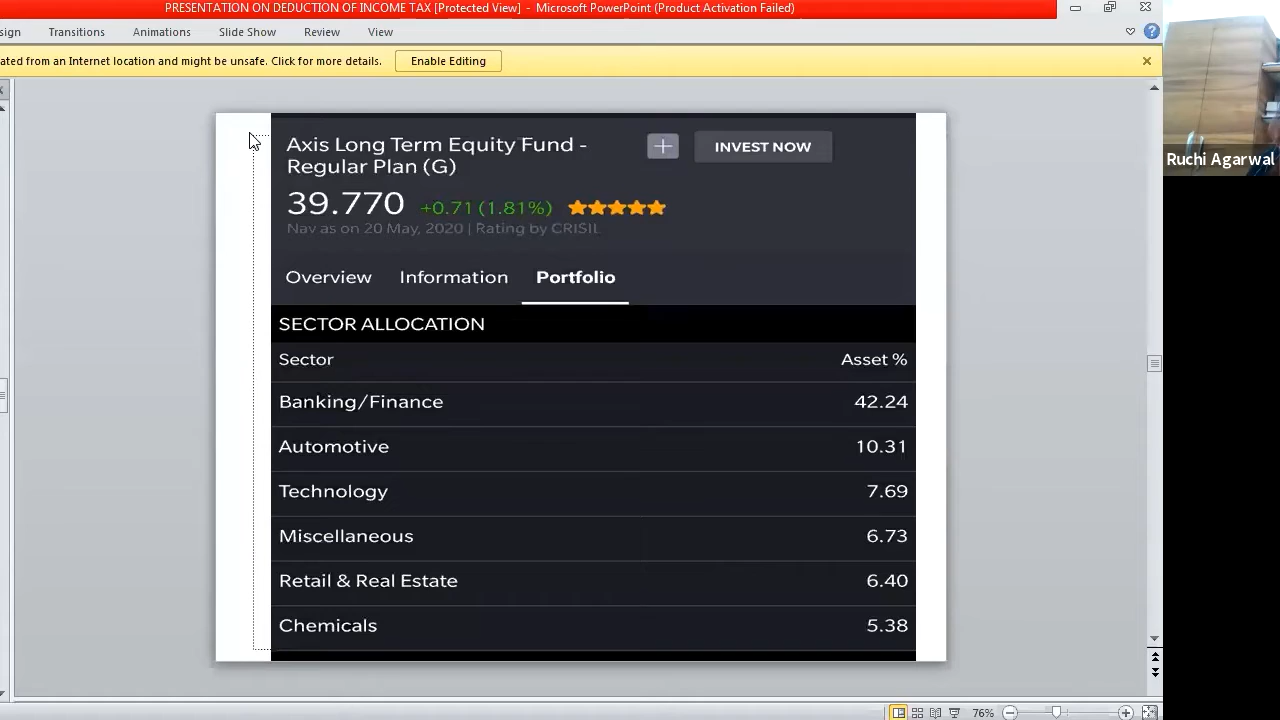 PRESENTATION ON DEDUCTION OF INCOME TAX [Protected View] - Microsoft PowerPoint (Product Activation Failed)
sign Transitions Animations Slide Show Review View
ated from an Internet location and might be unsafe. Click for more details. Enable Editing
Axis Long Term Equity Fund -
Regular Plan (G)
INVEST NOW
39.770 +0.71 (1.81%)
Nav as on 20 May, 2020 | Rating by CRISIL
Overview Information Portfolio
SECTOR ALLOCATION
Sector Asset %
Banking/Finance 42.24
Automotive 10.31
Technology 7.69
Miscellaneous 6.73
Retail & Real Estate 6.40
Chemicals 5.38
76%
Ruchi Agarwal